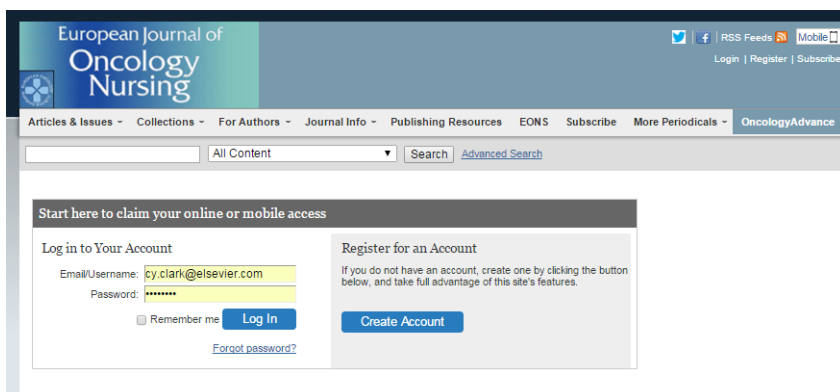 European Journal of
Oncology
Nursing
RSS Feeds Mobile
Login | Register | Subscribe
Articles & Issues Collections For Authors Journal Info Publishing Resources EONS Subscribe More Periodicals OncologyAdvance
All Content Search Advanced Search
Start here to claim your online or mobile access
Log in to Your Account
Email/Username: cy.clark@elsevier.com
Password: ••••••••
Remember me Log In
Forgot password?
Register for an Account
If you do not have an account, create one by clicking the button
below, and take full advantage of this site's features.
Create Account